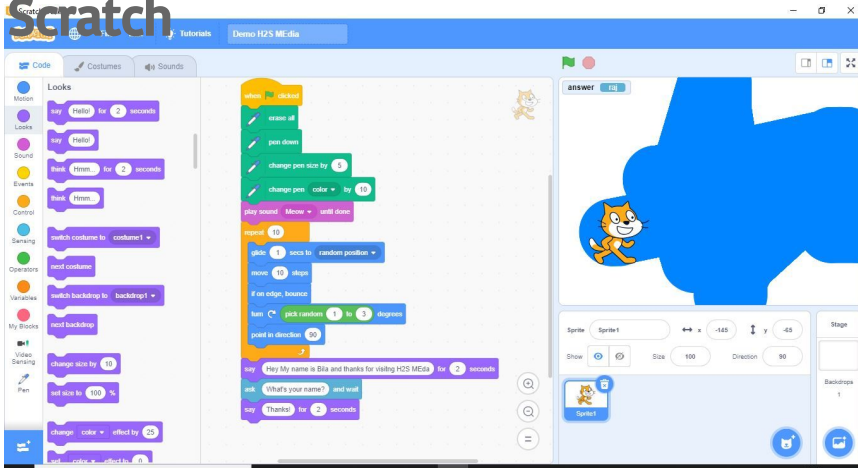 Scratch
Tutorials
Demo H2S MEdia
Code
Costumes
Sounds
Motion
Looks
Sound
Events
Control
Sensing
Operators
Variables
My Blocks
Video
Sensing
Pen
Looks
say Hello! for 2 seconds
say Hello!
think Hmm... for 2 seconds
think Hmm...
switch costume to costume1
next costume
switch backdrop to backdrop1
next backdrop
change size by 10
set size to 100 %
change color effect by 25
set color effect to 0
when clicked
erase all
pen down
change pen size by 5
change pen color by 10
play sound Meow until done
repeat 10
glide 1 secs to random position
move 10 steps
if on edge, bounce
turn pick random 1 to 3 degrees
point in direction 90
say Hey My name is Bila and thanks for visitng H2S MEda for 2 seconds
ask What's your name? and wait
say Thanks! for 2 seconds
answer raj
Sprite Sprite1 x -145 y -65
Show Size 100 Direction 90
Sprite1
Stage
Backdrops
1